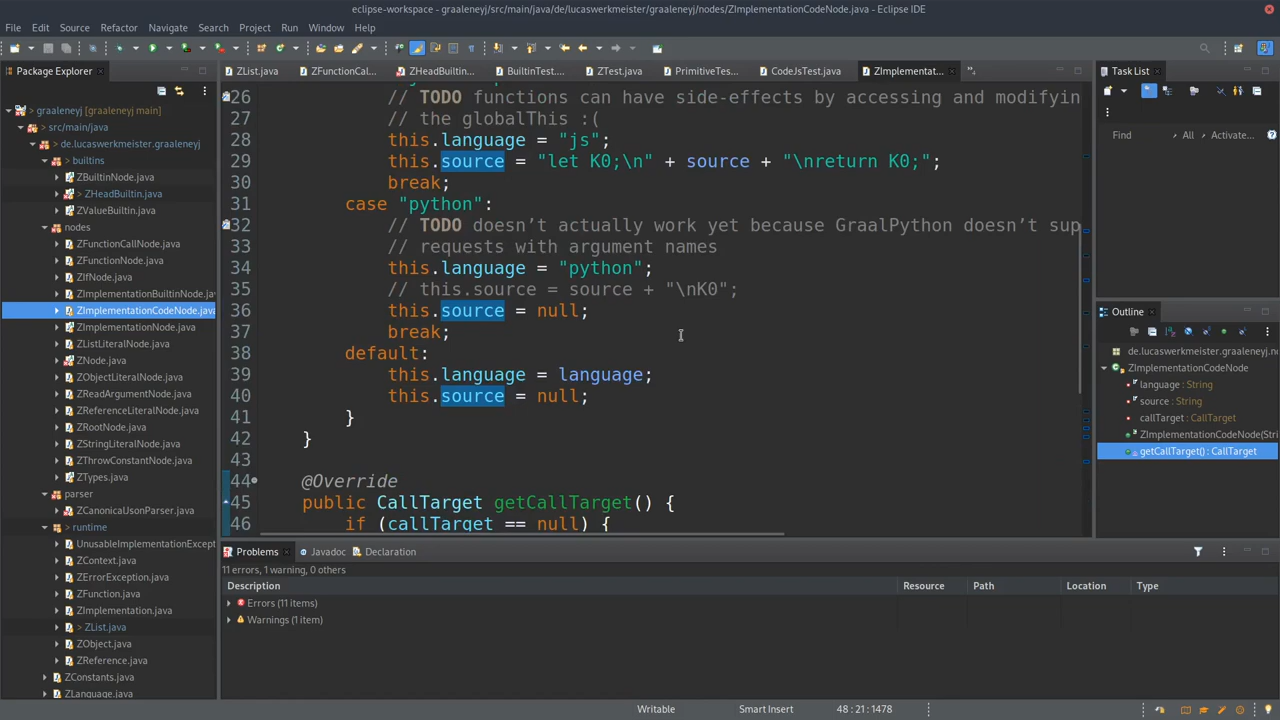 eclipse-workspace - graaleneyj/src/main/java/de/lucaswerkmeister/graaleneyj/nodes/ZImplementationCodeNode.java - Eclipse IDE
File Edit Source Refactor Navigate Search Project Run Window Help
Package Explorer
graaleneyj [graaleneyj main]
src/main/java
de.lucaswerkmeister.graaleneyj
> builtins
ZBuiltinNode.java
> ZHeadBuiltin.java
ZValueBuiltin.java
nodes
ZFunctionCallNode.java
ZFunctionNode.java
ZIfNode.java
ZImplementationBuiltinNode.java
ZImplementationCodeNode.java
ZImplementationNode.java
ZListLiteralNode.java
ZNode.java
ZObjectLiteralNode.java
ZReadArgumentNode.java
ZReferenceLiteralNode.java
ZRootNode.java
ZStringLiteralNode.java
ZThrowConstantNode.java
ZTypes.java
parser
ZCanonicalJsonParser.java
> runtime
UnusableImplementationExcept
ZContext.java
ZErrorException.java
ZFunction.java
ZImplementation.java
> ZList.java
ZObject.java
ZReference.java
ZConstants.java
ZLanguage.java
ZList.java ZFunctionCal... ZHeadBuiltin... BuiltinTest.... ZTest.java PrimitiveTes... CodeJsTest.java ZImplementat...
26 // TODO functions can have side-effects by accessing and modifyin
27 // the globalThis :(
28 this.language = "js";
29 this.source = "let K0;\n" + source + "\nreturn K0;";
30 break;
31 case "python":
32 // TODO doesn’t actually work yet because GraalPython doesn’t sup
33 // requests with argument names
34 this.language = "python";
35 // this.source = source + "\nK0";
36 this.source = null;
37 break;
38 default:
39 this.language = language;
40 this.source = null;
41 }
42 }
43
44 @Override
45 public CallTarget getCallTarget() {
46 if (callTarget == null) {
Task List
Find All Activate...
Outline
de.lucaswerkmeister.graaleneyj.no
ZImplementationCodeNode
language : String
source : String
callTarget : CallTarget
ZImplementationCodeNode(Stri
getCallTarget() : CallTarget
Problems Javadoc Declaration
11 errors, 1 warning, 0 others
Description Resource Path Location Type
Errors (11 items)
Warnings (1 item)
Writable Smart Insert 48 : 21 : 1478